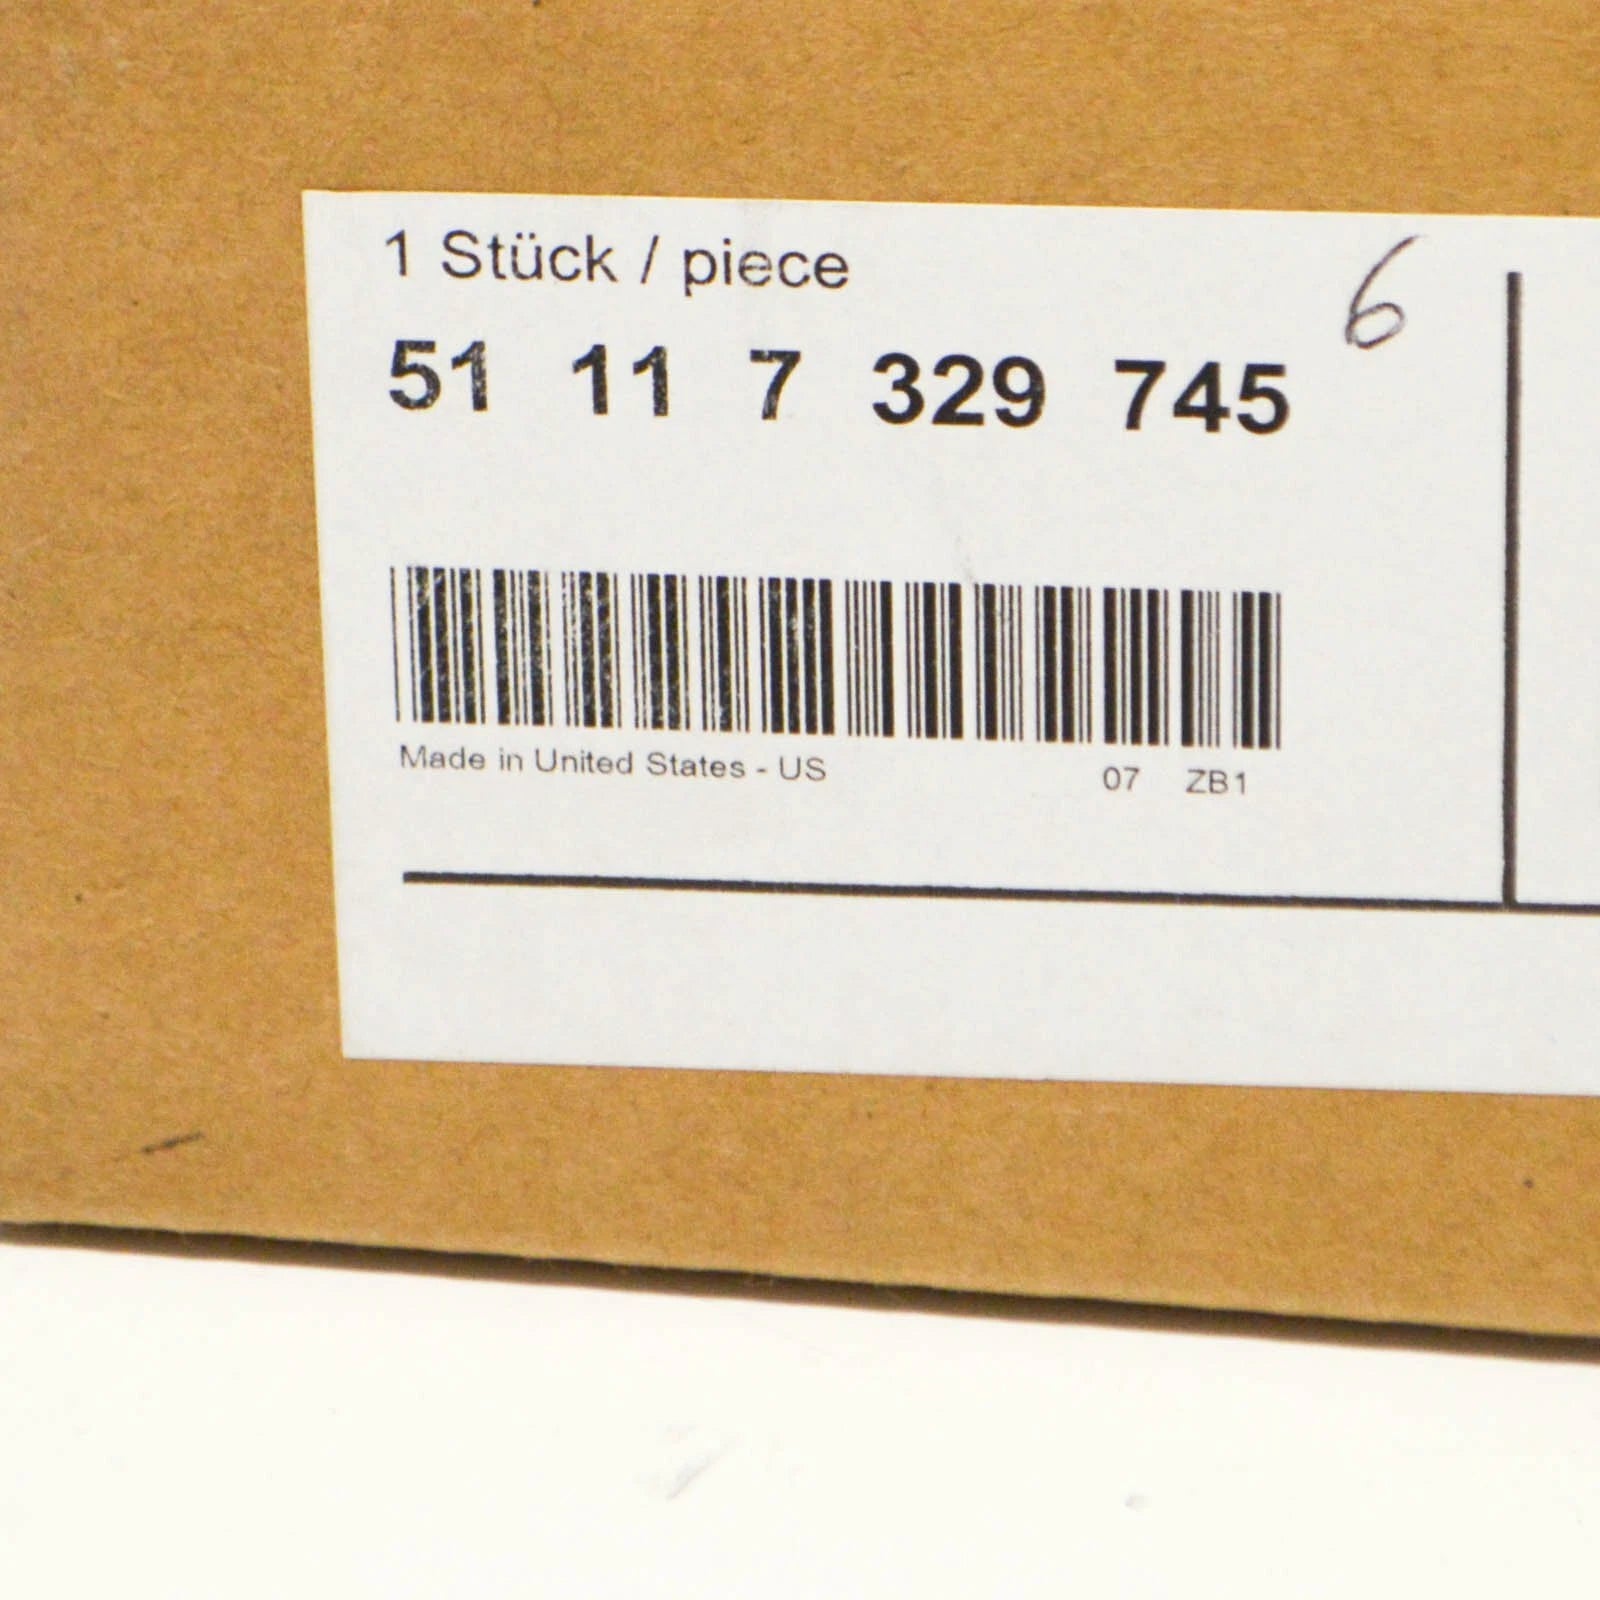 1 Stück / piece
6
51 11 7 329 745
Made in United States - US 07 ZB1